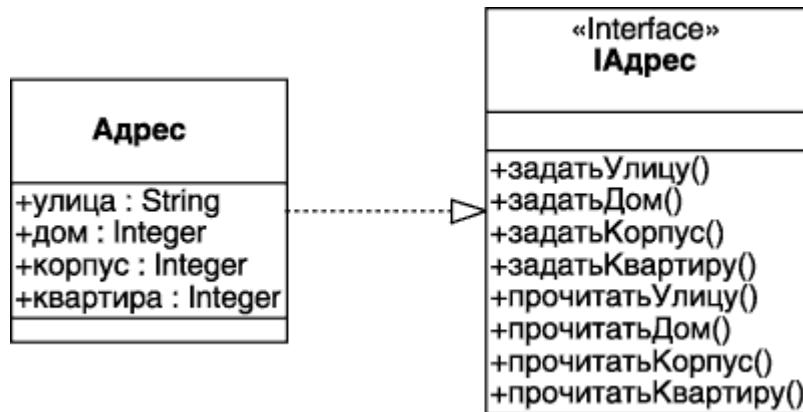 Адрес
+улица : String
+дом : Integer
+корпус : Integer
+квартира : Integer
«Interface»
IАдрес
+задатьУлицу()
+задатьДом()
+задатьКорпус()
+задатьКвартиру()
+прочитатьУлицу()
+прочитатьДом()
+прочитатьКорпус()
+прочитатьКвартиру()